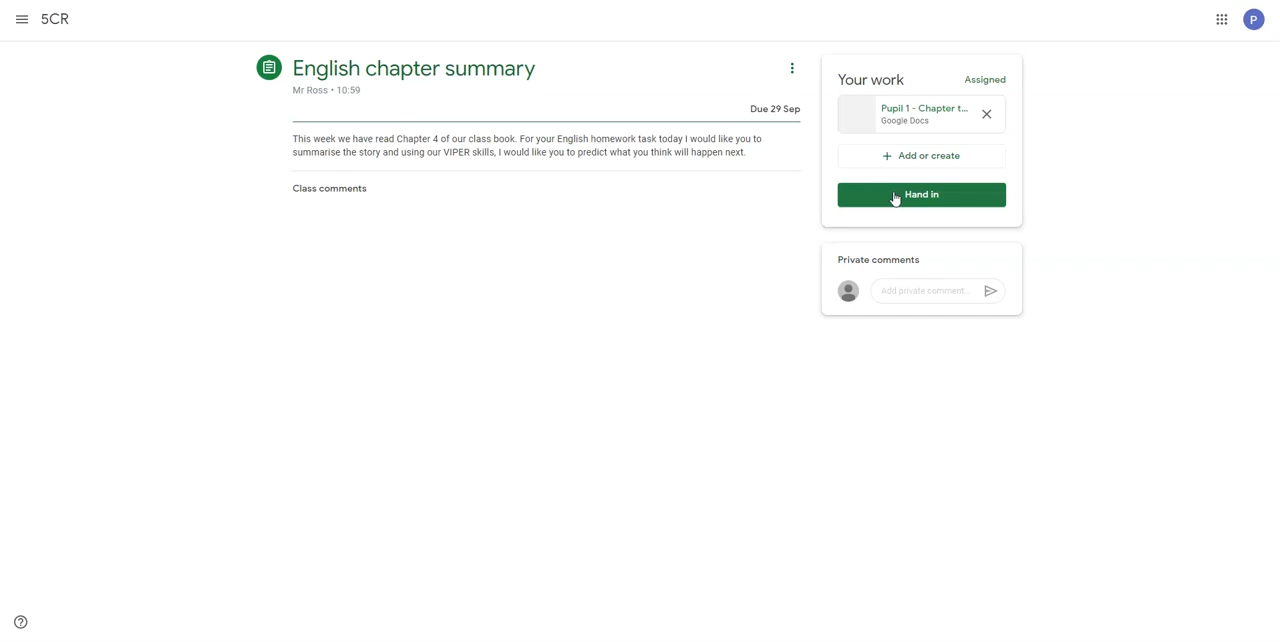 5CR
P
English chapter summary
Mr Ross • 10:59
Due 29 Sep
This week we have read Chapter 4 of our class book. For your English homework task today I would like you to
summarise the story and using our VIPER skills, I would like you to predict what you think will happen next.
Class comments
Your work
Assigned
Pupil 1 - Chapter t...
Google Docs
Add or create
Hand in
Private comments
Add private comment...